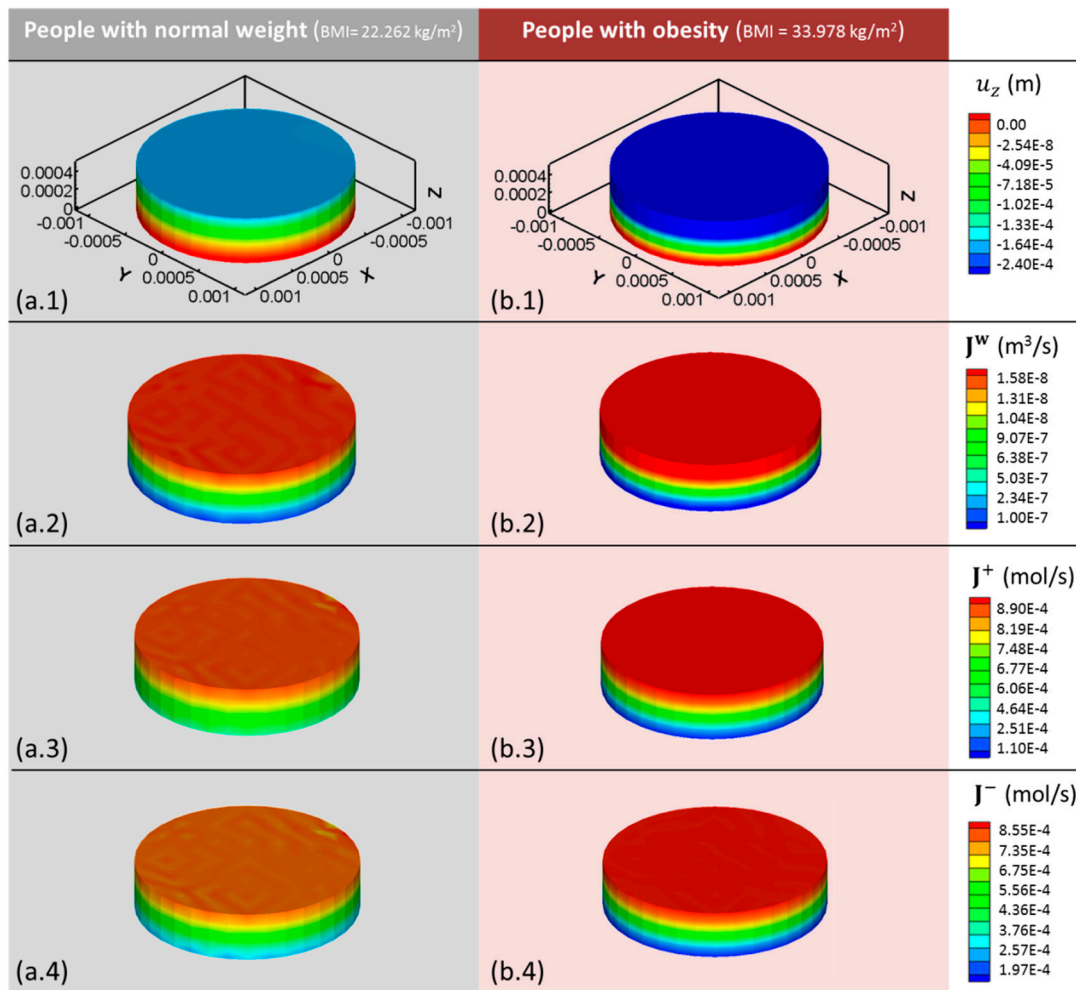 People with normal weight (BMI= 22.262 kg/m²)
People with obesity (BMI = 33.978 kg/m²)
0.0004
0.0002
0
-0.001
-0.0005
0
0.0005
0.001
Y
0.001
0.0005
0
-0.0005
-0.001
X
Z
(a.1)
0.0004
0.0002
0
-0.001
-0.0005
0
0.0005
0.001
Y
0.001
0.0005
0
-0.0005
-0.001
X
Z
(b.1)
u_z (m)
0.00
-2.54E-8
-4.09E-5
-7.18E-5
-1.02E-4
-1.33E-4
-1.64E-4
-2.40E-4
(a.2)
(b.2)
Jʷ (m³/s)
1.58E-8
1.31E-8
1.04E-8
9.07E-7
6.38E-7
5.03E-7
2.34E-7
1.00E-7
(a.3)
(b.3)
J⁺ (mol/s)
8.90E-4
8.19E-4
7.48E-4
6.77E-4
6.06E-4
4.64E-4
2.51E-4
1.10E-4
(a.4)
(b.4)
J⁻ (mol/s)
8.55E-4
7.35E-4
6.75E-4
5.56E-4
4.36E-4
3.76E-4
2.57E-4
1.97E-4